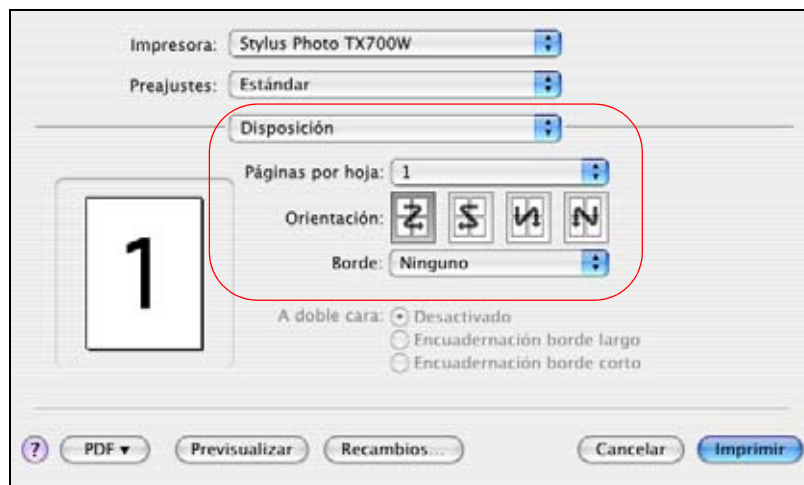 Impresora: Stylus Photo TX700W
Preajustes: Estándar
Disposición
Páginas por hoja: 1
Orientación:
Borde: Ninguno
1
A doble cara: Desactivado
Encuadernación borde largo
Encuadernación borde corto
? PDF Previsualizar Recambios... Cancelar Imprimir